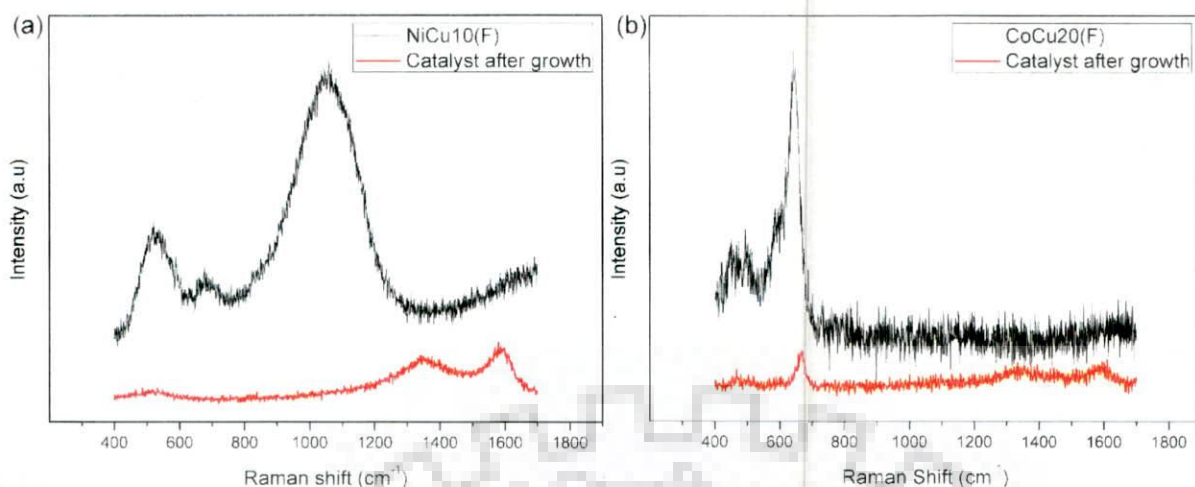 (a)
NiCu10(F)
Catalyst after growth
Intensity (a.u)
400 600 800 1000 1200 1400 1600 1800
Raman shift (cm⁻¹)
(b)
CoCu20(F)
Catalyst after growth
Intensity (a.u)
400 600 800 1000 1200 1400 1600 1800
Raman Shift (cm